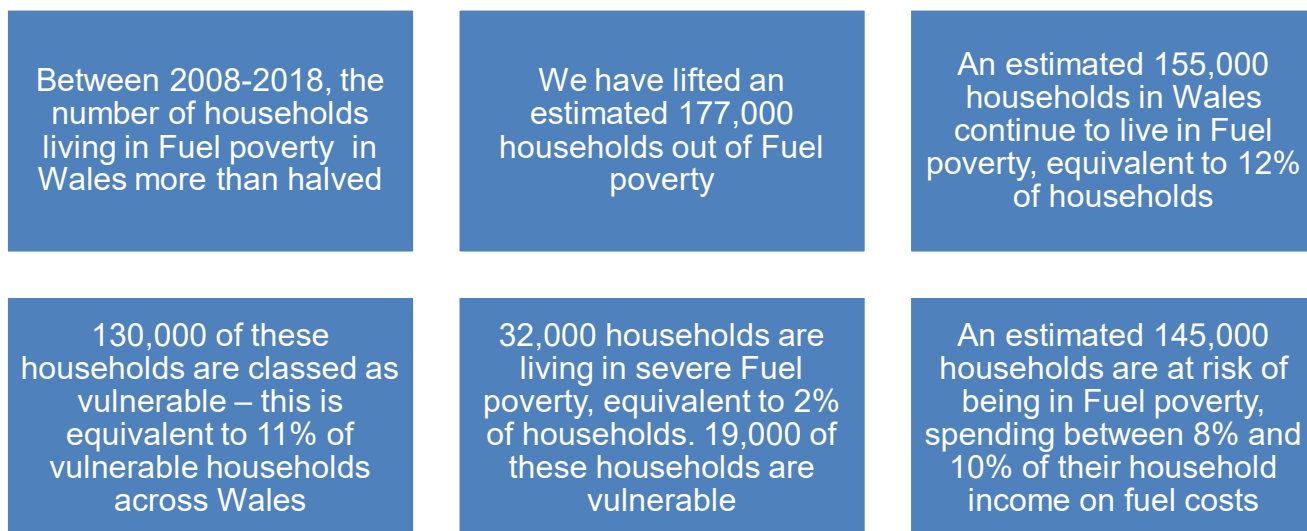 Between 2008-2018, the
number of households
living in Fuel poverty in
Wales more than halved
We have lifted an
estimated 177,000
households out of Fuel
poverty
An estimated 155,000
households in Wales
continue to live in Fuel
poverty, equivalent to 12%
of households
130,000 of these
households are classed as
vulnerable – this is
equivalent to 11% of
vulnerable households
across Wales
32,000 households are
living in severe Fuel
poverty, equivalent to 2%
of households. 19,000 of
these households are
vulnerable
An estimated 145,000
households are at risk of
being in Fuel poverty,
spending between 8% and
10% of their household
income on fuel costs